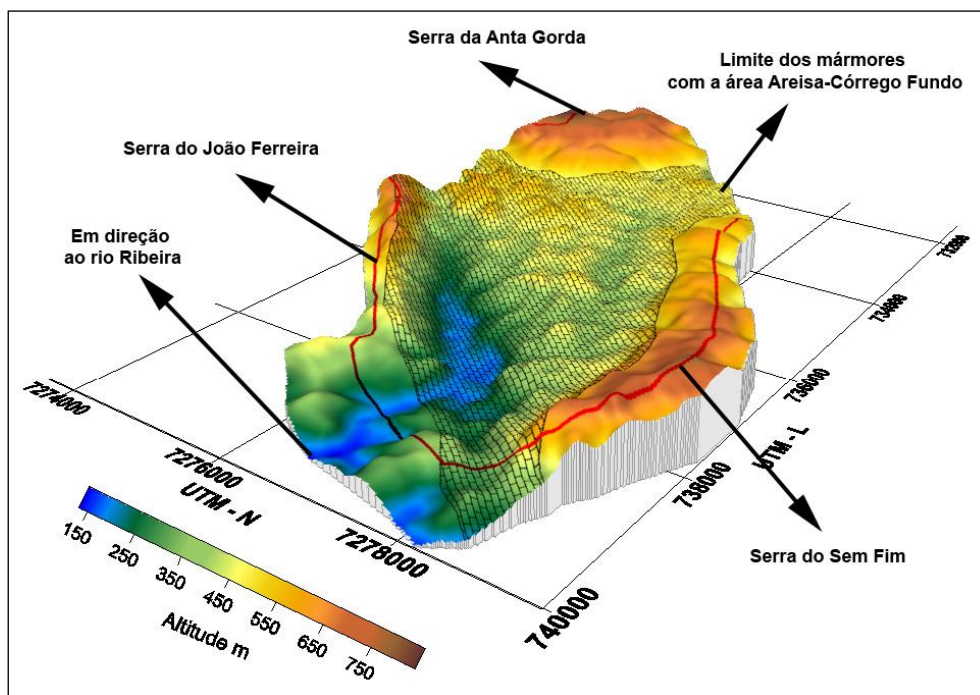 Serra da Anta Gorda
Limite dos mármores
com a área Areisa-Córrego Fundo
Serra do João Ferreira
Em direção
ao rio Ribeira
734000
736000
738000
740000
UTM - L
7274000
7276000
7278000
UTM - N
Serra do Sem Fim
150
250
350
450
550
650
750
Altitude m